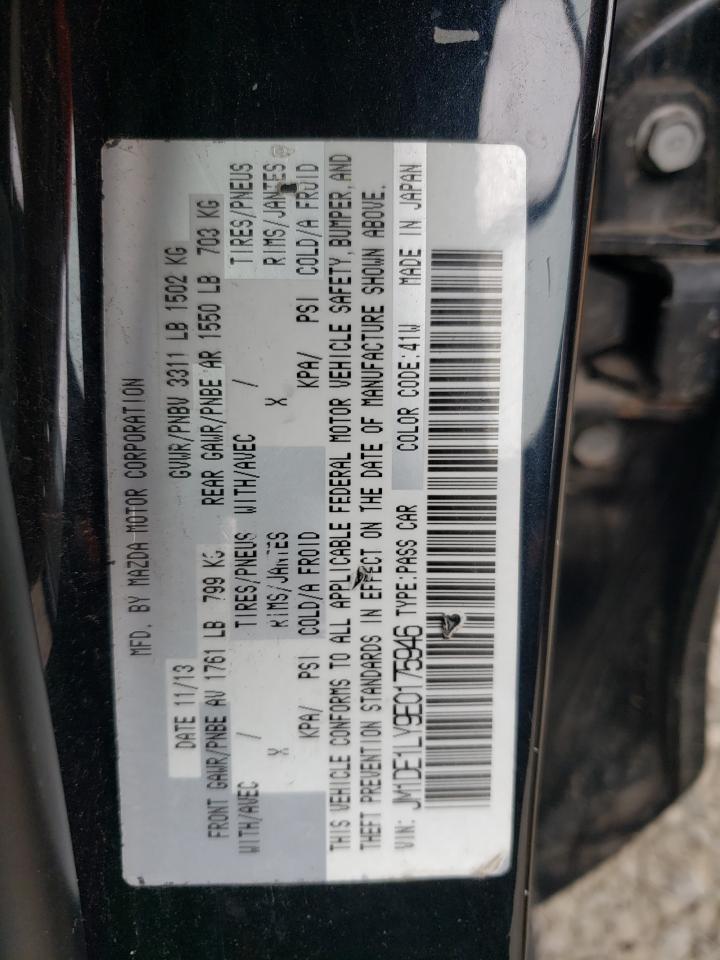 MFD. BY MAZDA MOTOR CORPORATION
DATE 11/13 GVWR/PNBV 3311 LB 1502 KG
FRONT GAWR/PNBE AV 1761 LB 799 KG REAR GAWR/PNBE AR 1550 LB 703 KG
WITH/AVEC / TIRES/PNEUS WITH/AVEC / TIRES/PNEUS
X RIMS/JANTES X RIMS/JANTES
KPA/ PSI COLD/A FROID KPA/ PSI COLD/A FROID
THIS VEHICLE CONFORMS TO ALL APPLICABLE FEDERAL MOTOR VEHICLE SAFETY, BUMPER, AND
THEFT PREVENTION STANDARDS IN EFFECT ON THE DATE OF MANUFACTURE SHOWN ABOVE.
VIN: JM1DE1LY9E0175946 TYPE:PASS CAR COLOR CODE:41W MADE IN JAPAN